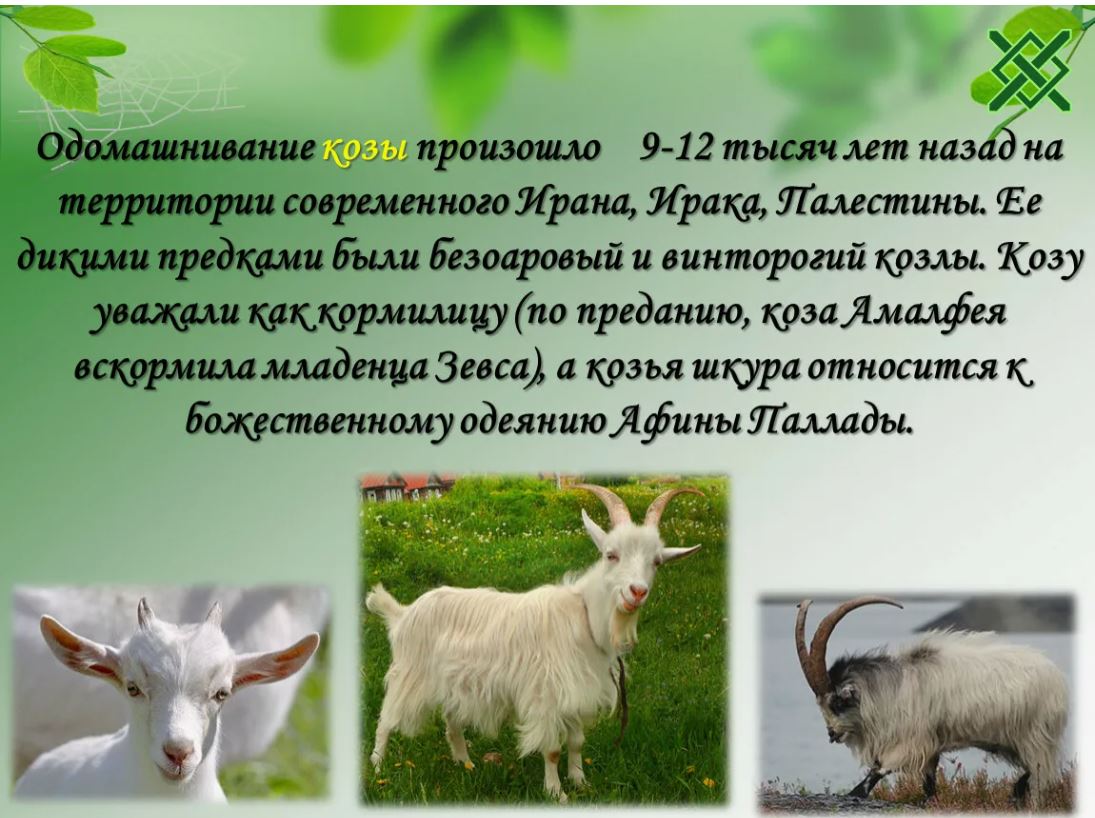 Одомашнивание козы произошло 9-12 тысяч лет назад на
территории современного Ирана, Ирака, Палестины. Ее
дикими предками были безоаровый и винторогий козлы. Козу
уважали как кормилицу (по преданию, коза Амалфея
вскормила младенца Зевса), а козья шкура относится к
божественному одеянию Афины Паллады.